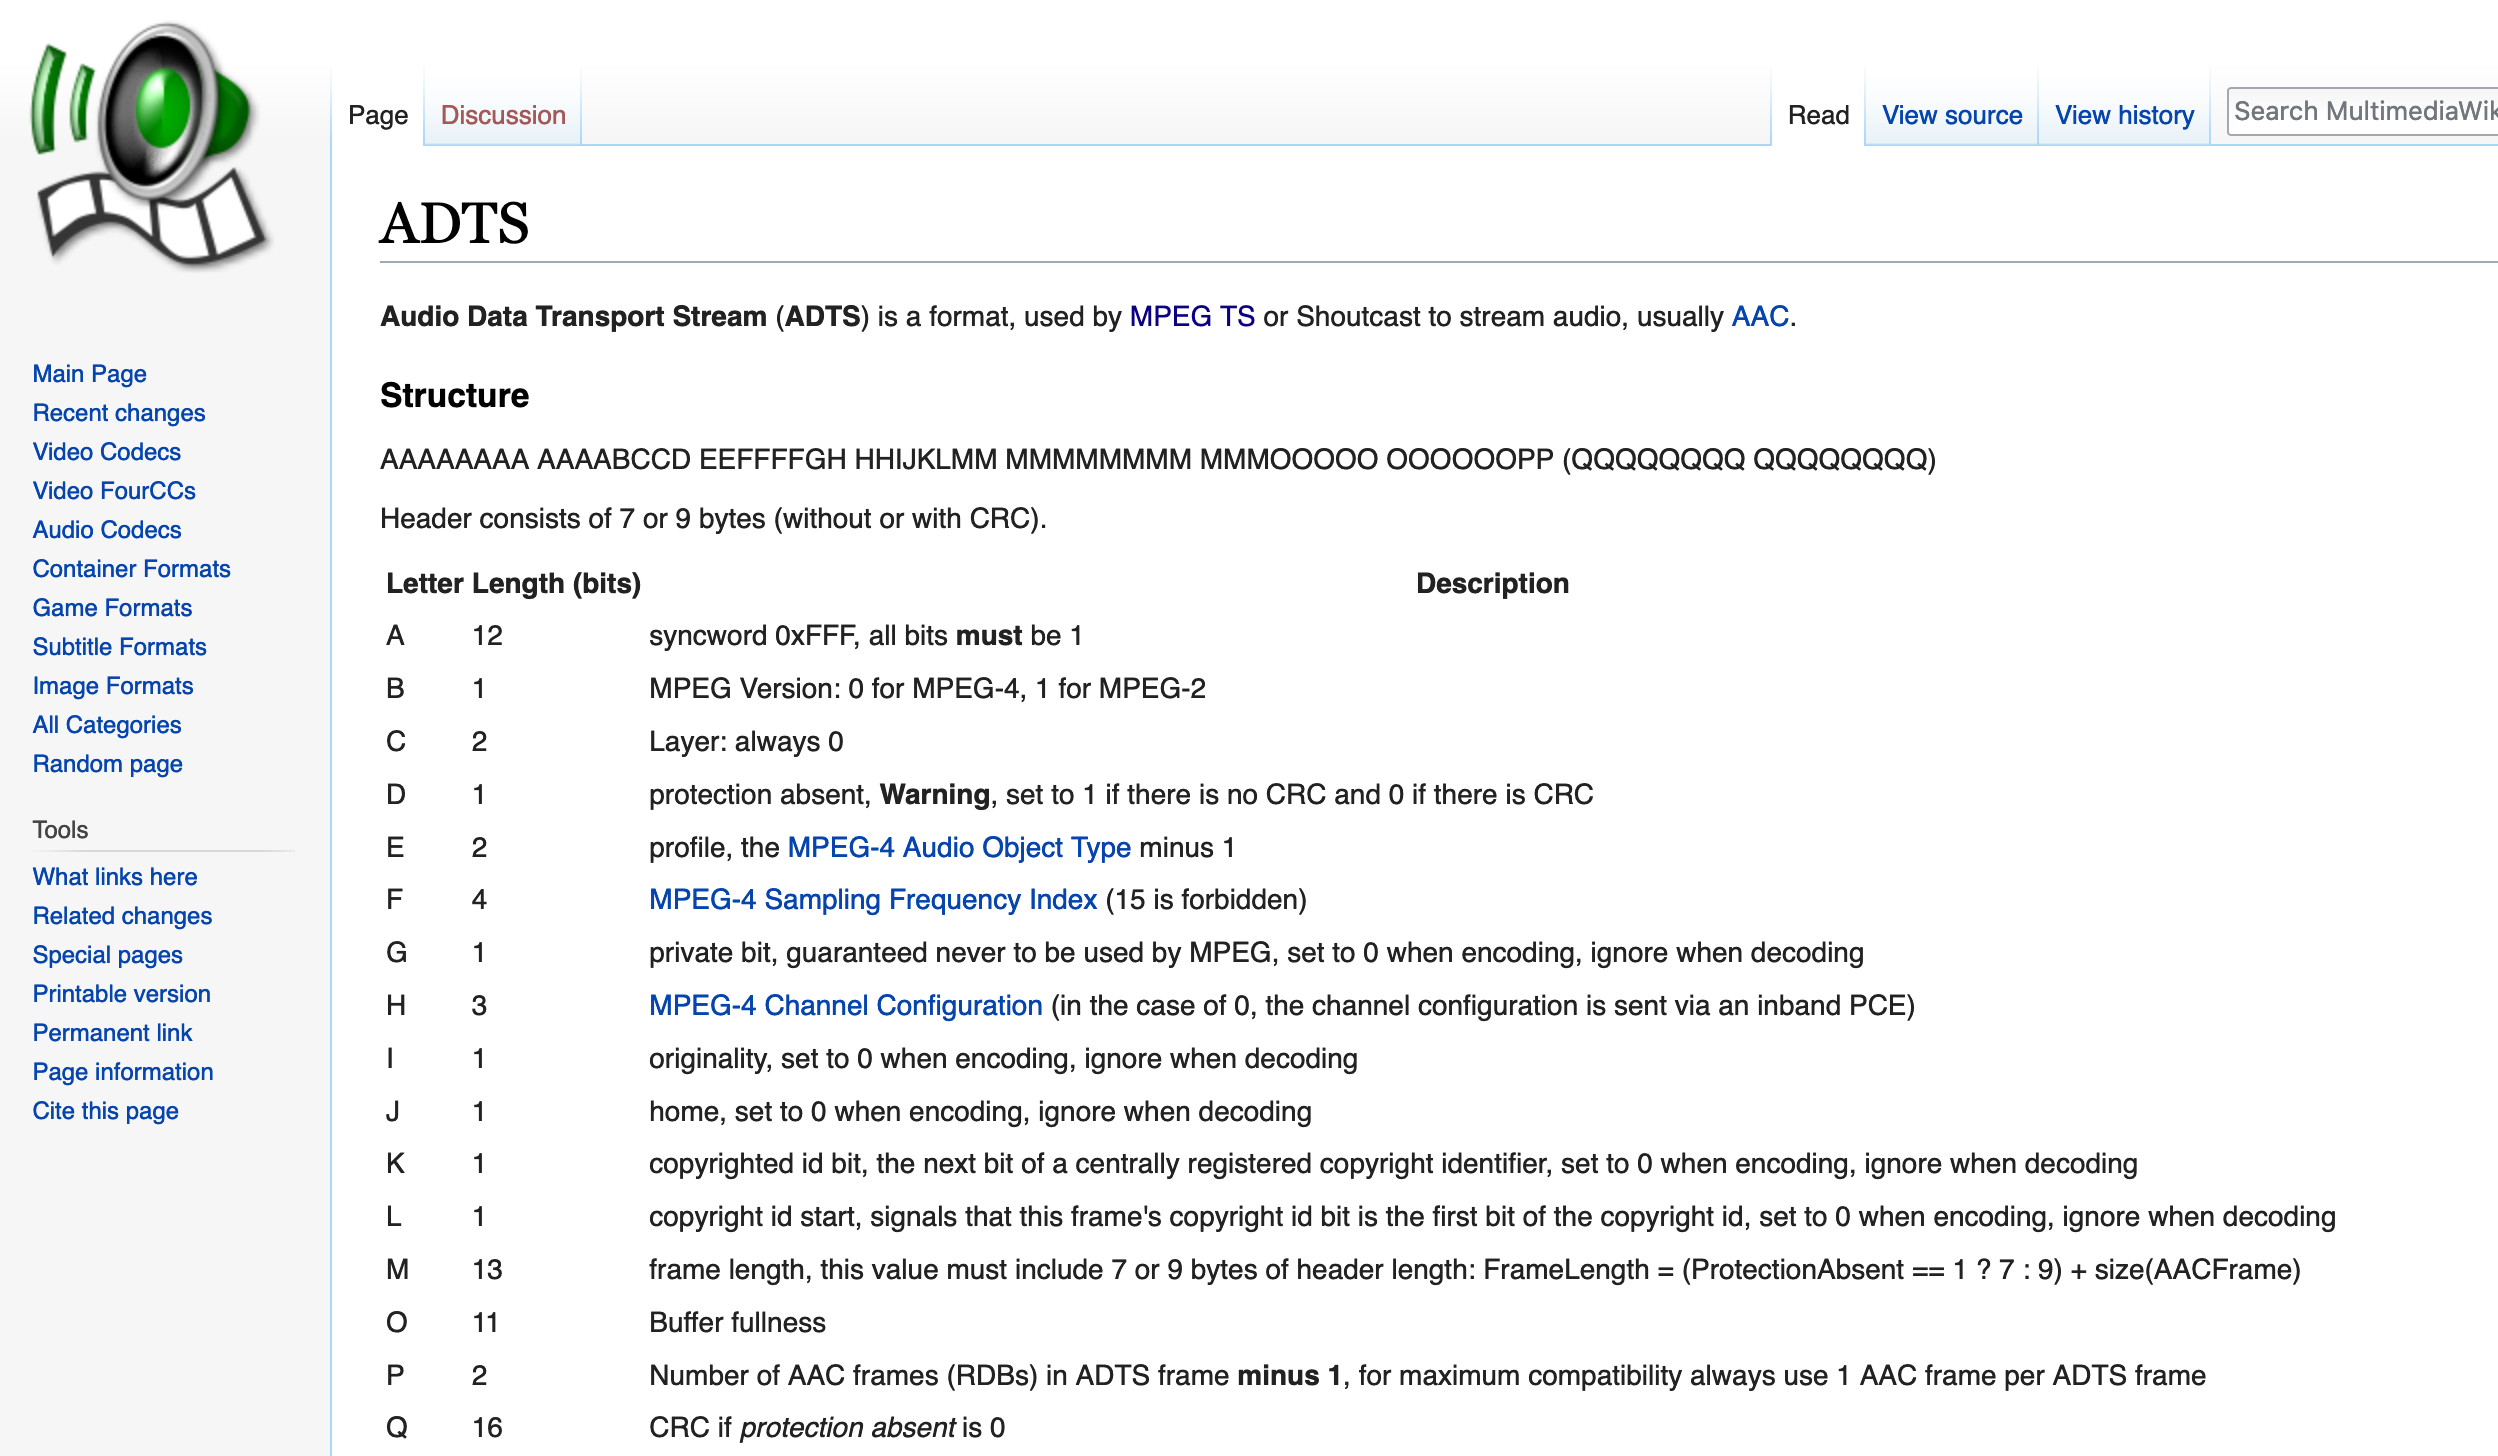 Page
Discussion
Read
View source
View history
Search MultimediaWik
ADTS
Audio Data Transport Stream (ADTS) is a format, used by MPEG TS or Shoutcast to stream audio, usually AAC.
Structure
AAAAAAAA AAAABCCD EEFFFFGH HHIJKLMM MMMMMMMM MMMOOOOO OOOOOOPP (QQQQQQQQ QQQQQQQQ)
Header consists of 7 or 9 bytes (without or with CRC).
Letter Length (bits) Description
A 12 syncword 0xFFF, all bits must be 1
B 1 MPEG Version: 0 for MPEG-4, 1 for MPEG-2
C 2 Layer: always 0
D 1 protection absent, Warning, set to 1 if there is no CRC and 0 if there is CRC
E 2 profile, the MPEG-4 Audio Object Type minus 1
F 4 MPEG-4 Sampling Frequency Index (15 is forbidden)
G 1 private bit, guaranteed never to be used by MPEG, set to 0 when encoding, ignore when decoding
H 3 MPEG-4 Channel Configuration (in the case of 0, the channel configuration is sent via an inband PCE)
I 1 originality, set to 0 when encoding, ignore when decoding
J 1 home, set to 0 when encoding, ignore when decoding
K 1 copyrighted id bit, the next bit of a centrally registered copyright identifier, set to 0 when encoding, ignore when decoding
L 1 copyright id start, signals that this frame's copyright id bit is the first bit of the copyright id, set to 0 when encoding, ignore when decoding
M 13 frame length, this value must include 7 or 9 bytes of header length: FrameLength = (ProtectionAbsent == 1 ? 7 : 9) + size(AACFrame)
O 11 Buffer fullness
P 2 Number of AAC frames (RDBs) in ADTS frame minus 1, for maximum compatibility always use 1 AAC frame per ADTS frame
Q 16 CRC if protection absent is 0
Main Page
Recent changes
Video Codecs
Video FourCCs
Audio Codecs
Container Formats
Game Formats
Subtitle Formats
Image Formats
All Categories
Random page
Tools
What links here
Related changes
Special pages
Printable version
Permanent link
Page information
Cite this page